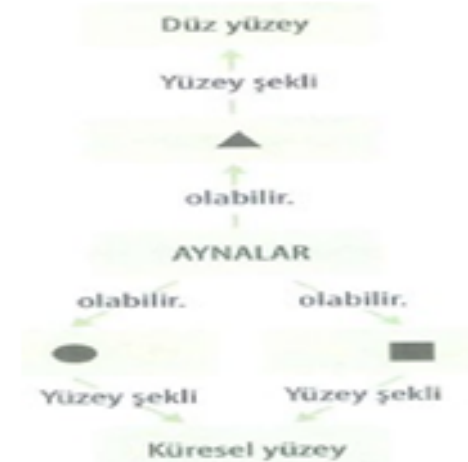 Düz yüzey
Yüzey şekli
olabilir.
AYNALAR
olabilir. olabilir.
Yüzey şekli Yüzey şekli
Küresel yüzey